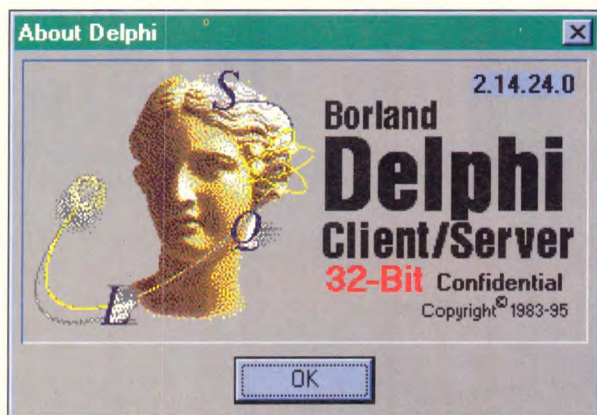 About Delphi
2.14.24.0
S
Borland
Delphi
Q
Client/Server
L
32-Bit Confidential
Copyright© 1983-95
OK